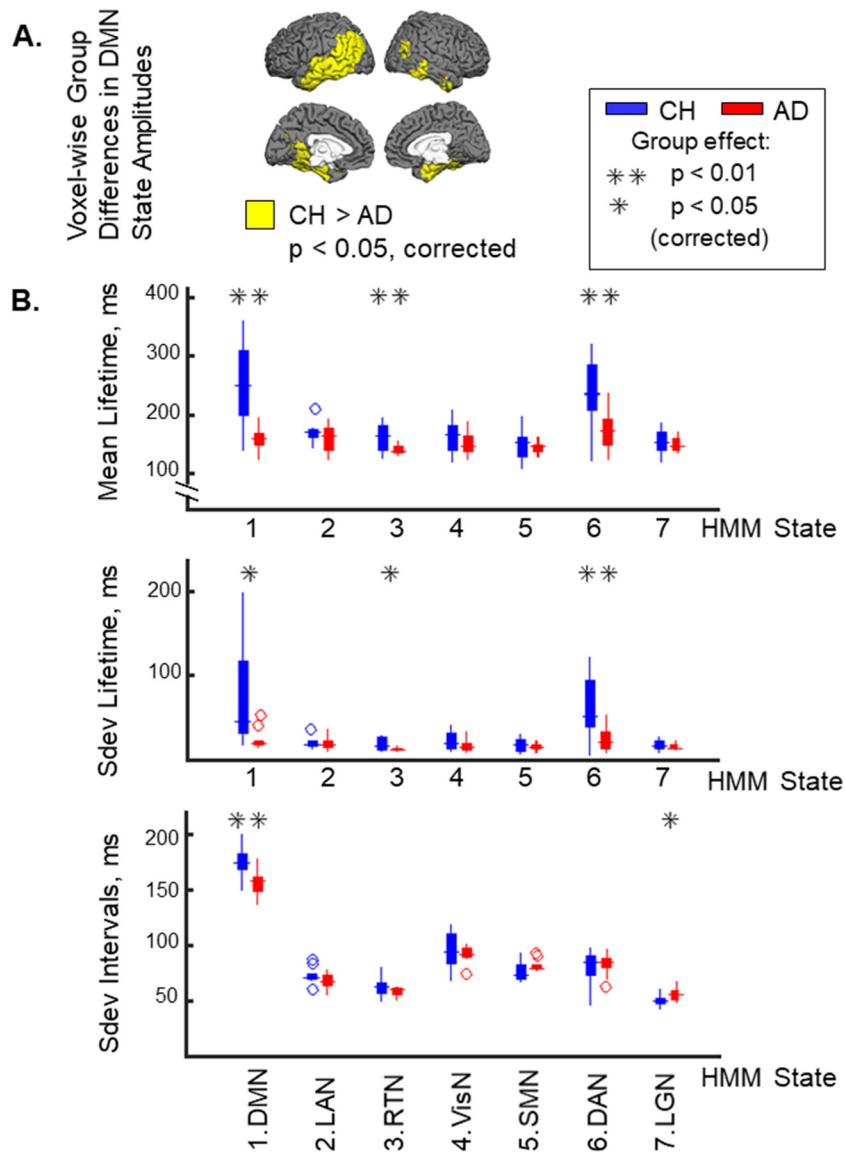 A.
Voxel-wise Group
Differences in DMN
State Amplitudes
CH > AD
p < 0.05, corrected
CH AD
Group effect:
** p < 0.01
* p < 0.05
(corrected)
B.
Mean Lifetime, ms
400
300
200
100
** ** **
1 2 3 4 5 6 7 HMM State
Sdev Lifetime, ms
200
100
* * **
1 2 3 4 5 6 7 HMM State
Sdev Intervals, ms
200
150
100
50
** *
HMM State
1.DMN
2.LAN
3.RTN
4.VisN
5.SMN
6.DAN
7.LGN